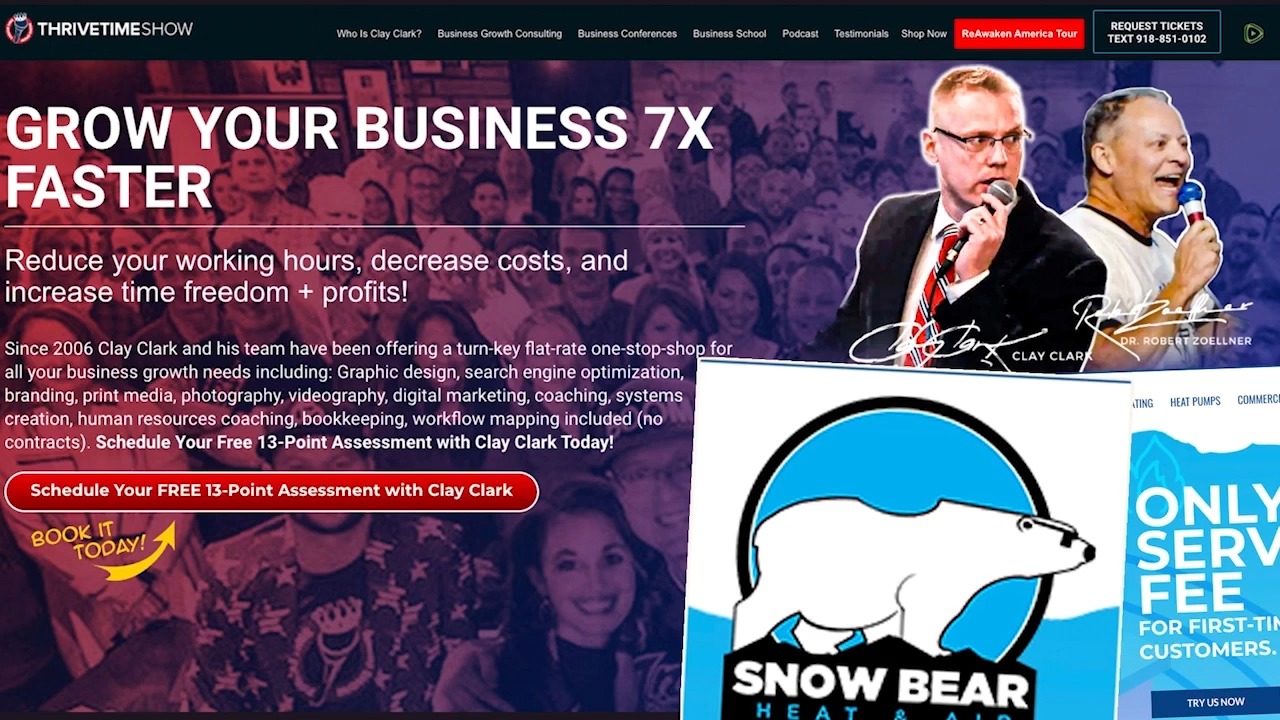 THRIVETIMESHOW
Who Is Clay Clark?
Business Growth Consulting
Business Conferences
Business School
Podcast
Testimonials
Shop Now
ReAwaken America Tour
REQUEST TICKETS
TEXT 918-851-0102
GROW YOUR BUSINESS 7X
FASTER
Reduce your working hours, decrease costs, and
increase time freedom + profits!
Since 2006 Clay Clark and his team have been offering a turn-key flat-rate one-stop-shop for
all your business growth needs including: Graphic design, search engine optimization,
branding, print media, photography, videography, digital marketing, coaching, systems
creation, human resources coaching, bookkeeping, workflow mapping included (no
contracts). Schedule Your Free 13-Point Assessment with Clay Clark Today!
Schedule Your FREE 13-Point Assessment with Clay Clark
BOOK IT
TODAY!
Clay Clark
CLAY CLARK
Robert Zoellner
DR. ROBERT ZOELLNER
SNOW BEAR
HEAT & AIR
HEAT PUMPS
ONLY
SERV
FEE
FOR FIRST-TIM
CUSTOMERS.
TRY US NOW